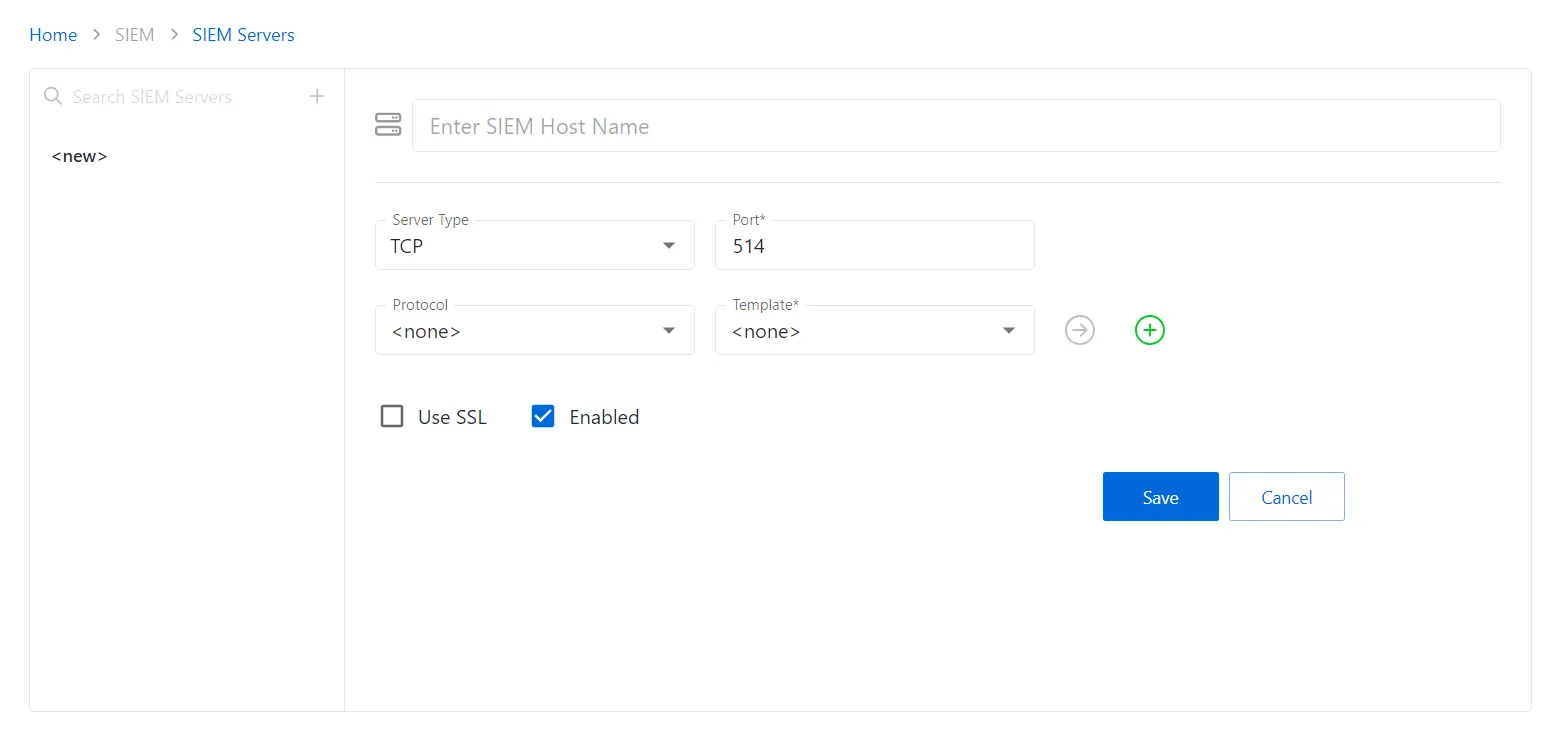 Home > SIEM > SIEM Servers
Search SIEM Servers
<new>
Enter SIEM Host Name
Server Type
TCP
Port*
514
Protocol
<none>
Template*
<none>
Use SSL
Enabled
Save
Cancel